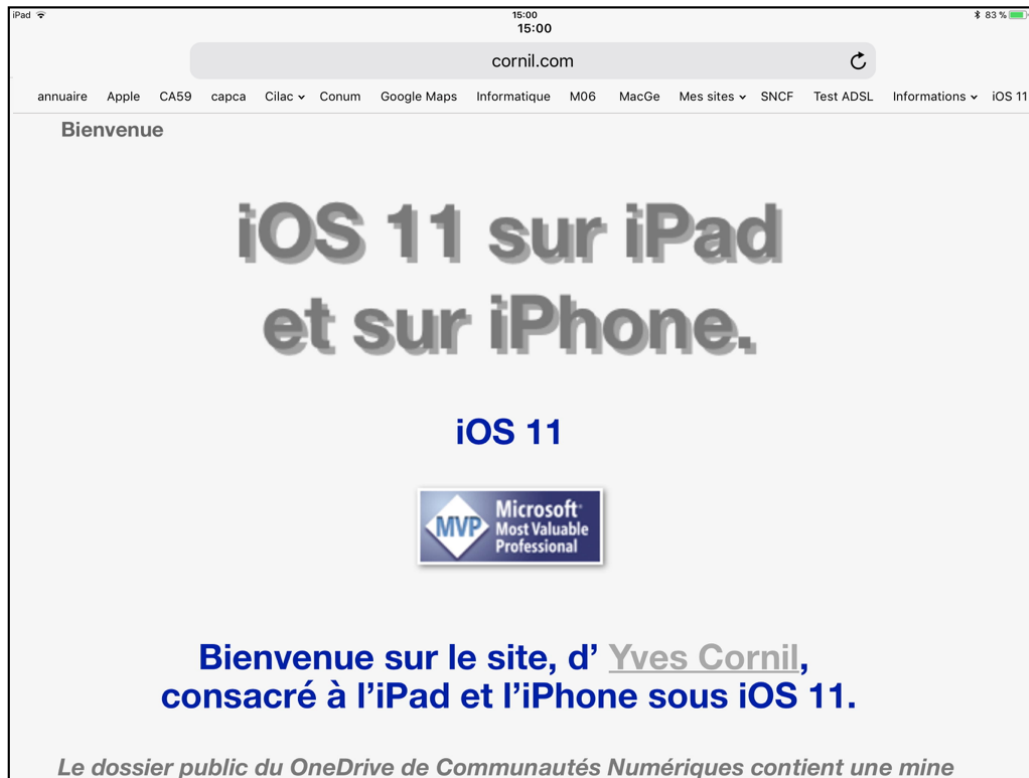 iPad 15:00 83 %
15:00
cornil.com
annuaire Apple CA59 capca Cilac Conum Google Maps Informatique M06 MacGe Mes sites SNCF Test ADSL Informations iOS 11
Bienvenue
iOS 11 sur iPad
et sur iPhone.
iOS 11
MVP
Microsoft
Most Valuable
Professional
Bienvenue sur le site, d’ Yves Cornil,
consacré à l’iPad et l’iPhone sous iOS 11.
Le dossier public du OneDrive de Communautés Numériques contient une mine